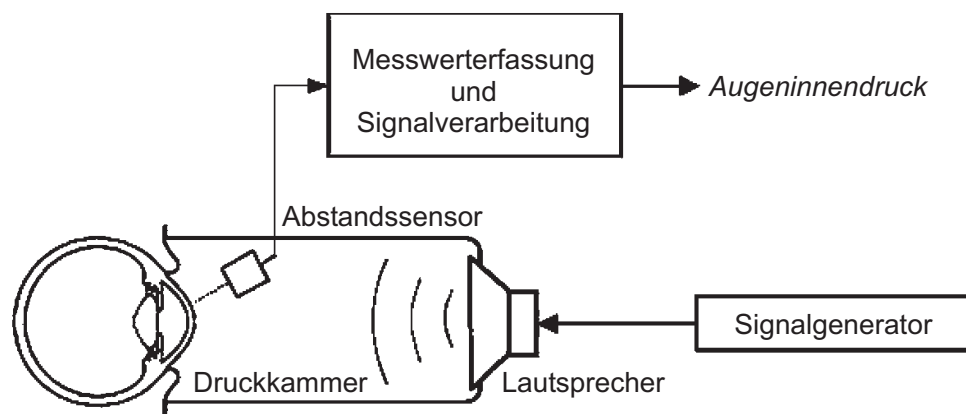 Messwerterfassung
und
Signalverarbeitung
Augeninnendruck
Abstandssensor
Signalgenerator
Druckkammer
Lautsprecher